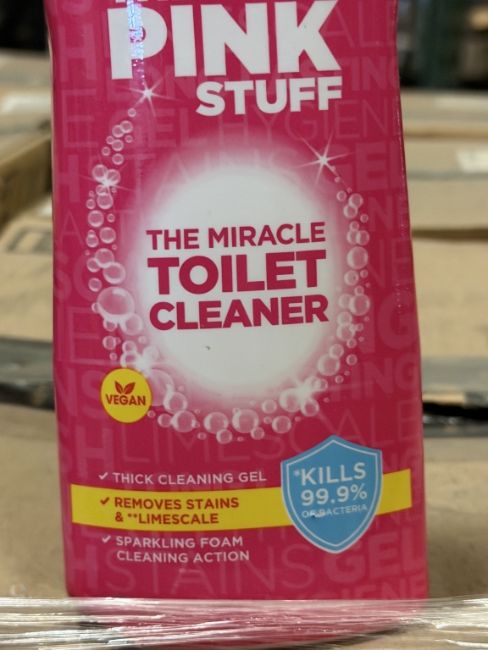 PINK
STUFF
THE MIRACLE
TOILET
CLEANER
VEGAN
✓ THICK CLEANING GEL
✓ REMOVES STAINS
& **LIMESCALE
✓ SPARKLING FOAM
CLEANING ACTION
*KILLS
99.9%
OF BACTERIA